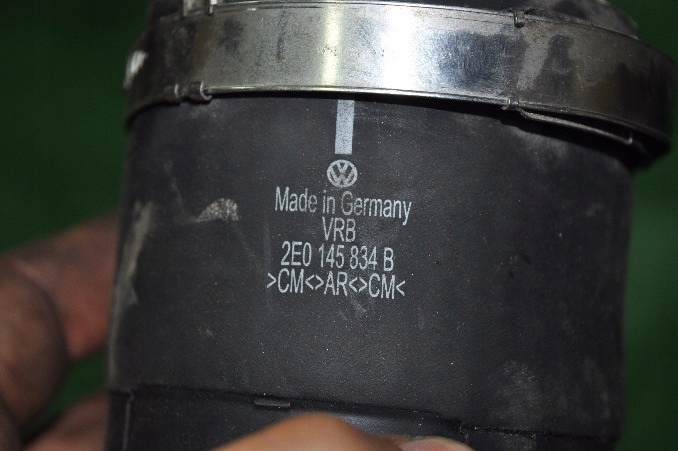 Made in Germany
VRB
2E0 145 834 B
>CM<>AR<>CM<